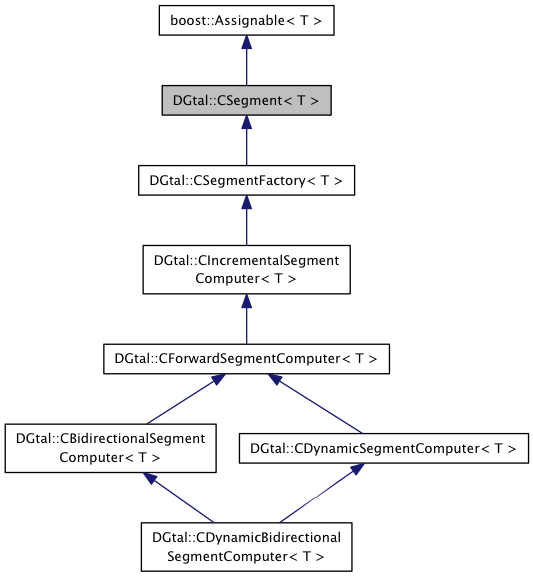 boost::Assignable< T >
DGtal::CSegment< T >
DGtal::CSegmentFactory< T >
DGtal::CIncrementalSegment
Computer< T >
DGtal::CForwardSegmentComputer< T >
DGtal::CBidirectionalSegment
Computer< T >
DGtal::CDynamicSegmentComputer< T >
DGtal::CDynamicBidirectional
SegmentComputer< T >